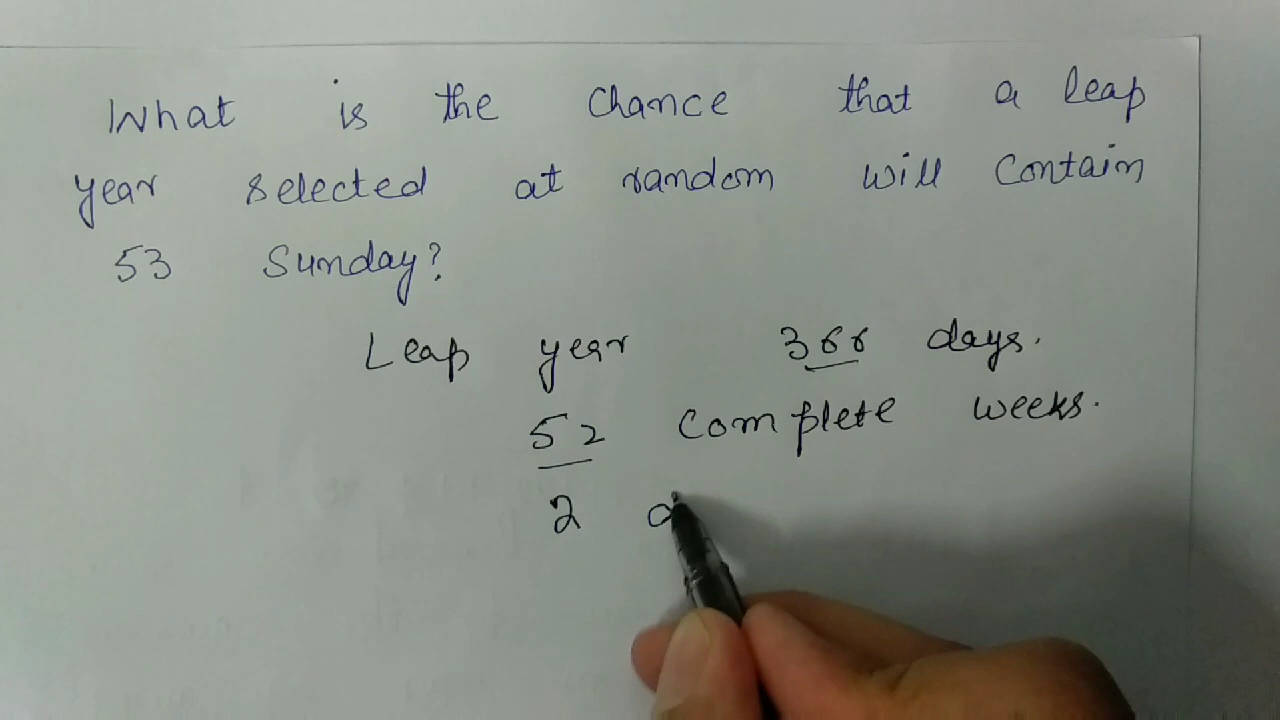 What is the chance that a leap
year selected at random will contain
53 Sunday?
Leap year 366 days.
52 complete weeks.
2